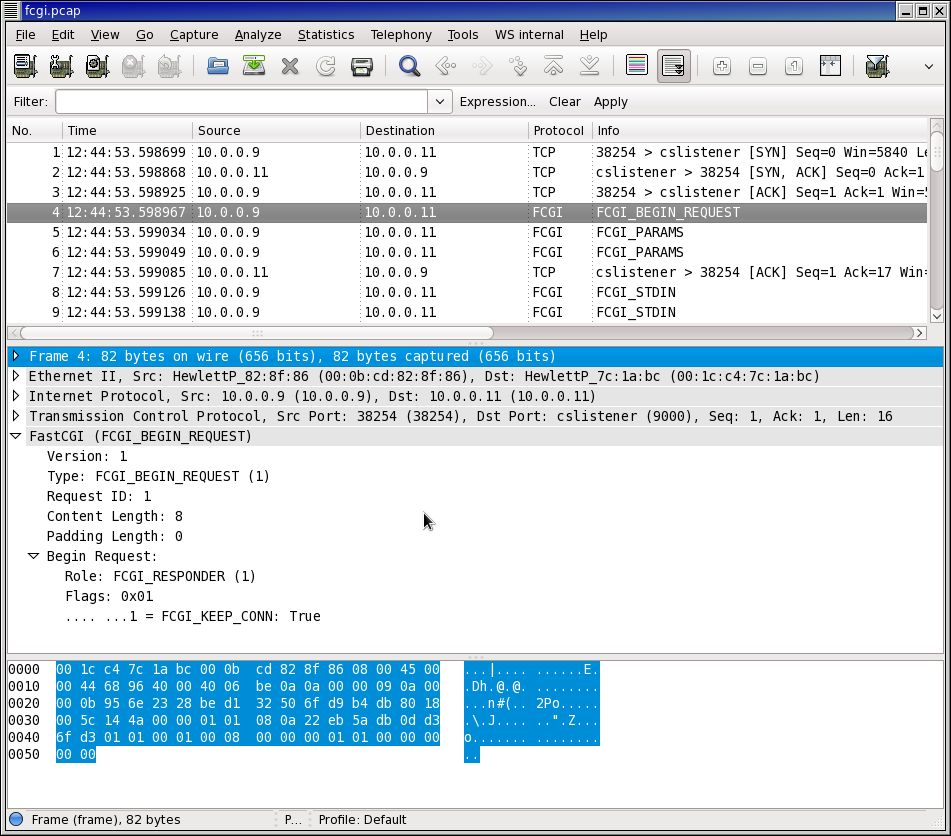 fcgi.pcap
File Edit View Go Capture Analyze Statistics Telephony Tools WS internal Help
Filter: Expression... Clear Apply
No. Time Source Destination Protocol Info
1 12:44:53.598699 10.0.0.9 10.0.0.11 TCP 38254 > cslistener [SYN] Seq=0 Win=5840 Le
2 12:44:53.598868 10.0.0.11 10.0.0.9 TCP cslistener > 38254 [SYN, ACK] Seq=0 Ack=1
3 12:44:53.598925 10.0.0.9 10.0.0.11 TCP 38254 > cslistener [ACK] Seq=1 Ack=1 Win=5
4 12:44:53.598967 10.0.0.9 10.0.0.11 FCGI FCGI_BEGIN_REQUEST
5 12:44:53.599034 10.0.0.9 10.0.0.11 FCGI FCGI_PARAMS
6 12:44:53.599049 10.0.0.9 10.0.0.11 FCGI FCGI_PARAMS
7 12:44:53.599085 10.0.0.11 10.0.0.9 TCP cslistener > 38254 [ACK] Seq=1 Ack=17 Win=
8 12:44:53.599126 10.0.0.9 10.0.0.11 FCGI FCGI_STDIN
9 12:44:53.599138 10.0.0.9 10.0.0.11 FCGI FCGI_STDIN
Frame 4: 82 bytes on wire (656 bits), 82 bytes captured (656 bits)
Ethernet II, Src: HewlettP_82:8f:86 (00:0b:cd:82:8f:86), Dst: HewlettP_7c:1a:bc (00:1c:c4:7c:1a:bc)
Internet Protocol, Src: 10.0.0.9 (10.0.0.9), Dst: 10.0.0.11 (10.0.0.11)
Transmission Control Protocol, Src Port: 38254 (38254), Dst Port: cslistener (9000), Seq: 1, Ack: 1, Len: 16
FastCGI (FCGI_BEGIN_REQUEST)
Version: 1
Type: FCGI_BEGIN_REQUEST (1)
Request ID: 1
Content Length: 8
Padding Length: 0
Begin Request:
Role: FCGI_RESPONDER (1)
Flags: 0x01
.... ...1 = FCGI_KEEP_CONN: True
0000 00 1c c4 7c 1a bc 00 0b cd 82 8f 86 08 00 45 00 ...|.... ......E.
0010 00 44 68 96 40 00 40 06 be 0a 0a 00 00 09 0a 00 .Dh.@.@. ........
0020 00 0b 95 6e 23 28 be d1 32 50 6f d9 b4 db 80 18 ...n#(.. 2Po.....
0030 00 5c 14 4a 00 00 01 01 08 0a 22 eb 5a db 0d d3 .\.J.... ..".Z...
0040 6f d3 01 01 00 01 00 08 00 00 00 01 01 00 00 00 o....... ........
0050 00 00 ..
Frame (frame), 82 bytes P... Profile: Default